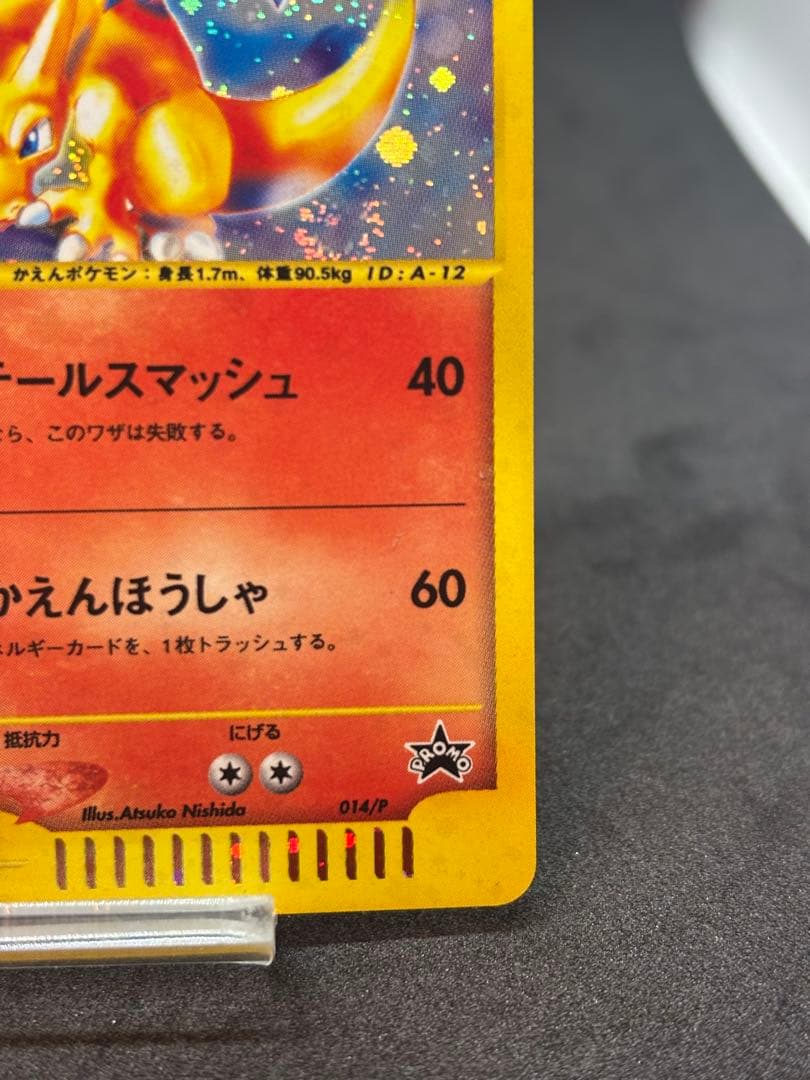 かえんポケモン：身長1.7m、体重90.5kg ID:A-12
テールスマッシュ 40
なら、このワザは失敗する。
かえんほうしゃ 60
ネルギーカードを、1枚トラッシュする。
抵抗力 にげる
PROMO
Illus.Atsuko Nishida 014/P